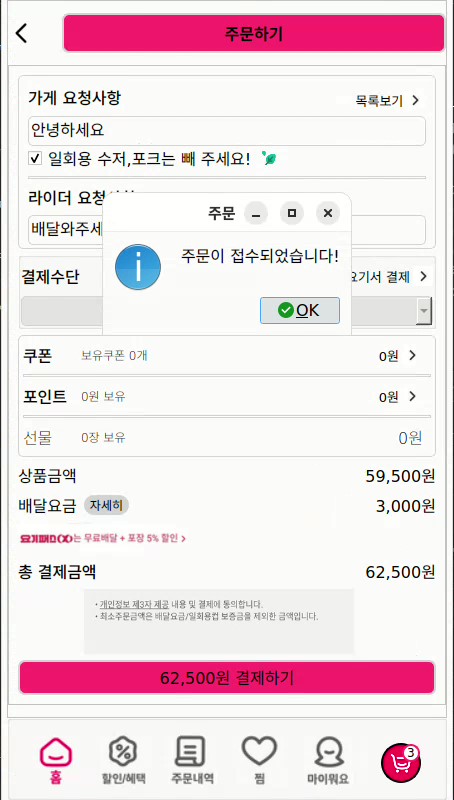 주문하기
가게 요청사항
목록보기
안녕하세요
일회용 수저,포크는 빼 주세요!
라이더 요청
배달와주세
주문
주문이 접수되었습니다!
OK
결제수단
요기서 결제
쿠폰 보유쿠폰 0개 0원
포인트 0원 보유 0원
선물 0장 보유 0원
상품금액 59,500원
배달요금 자세히 3,000원
요기패스(X)는 무료배달 + 포장 5% 할인
총 결제금액 62,500원
• 개인정보 제3자 제공 내용 및 결제에 동의합니다.
• 최소주문금액은 배달요금/일회용컵 보증금을 제외한 금액입니다.
62,500원 결제하기
홈 할인/혜택 주문내역 찜 마이뭐요 3